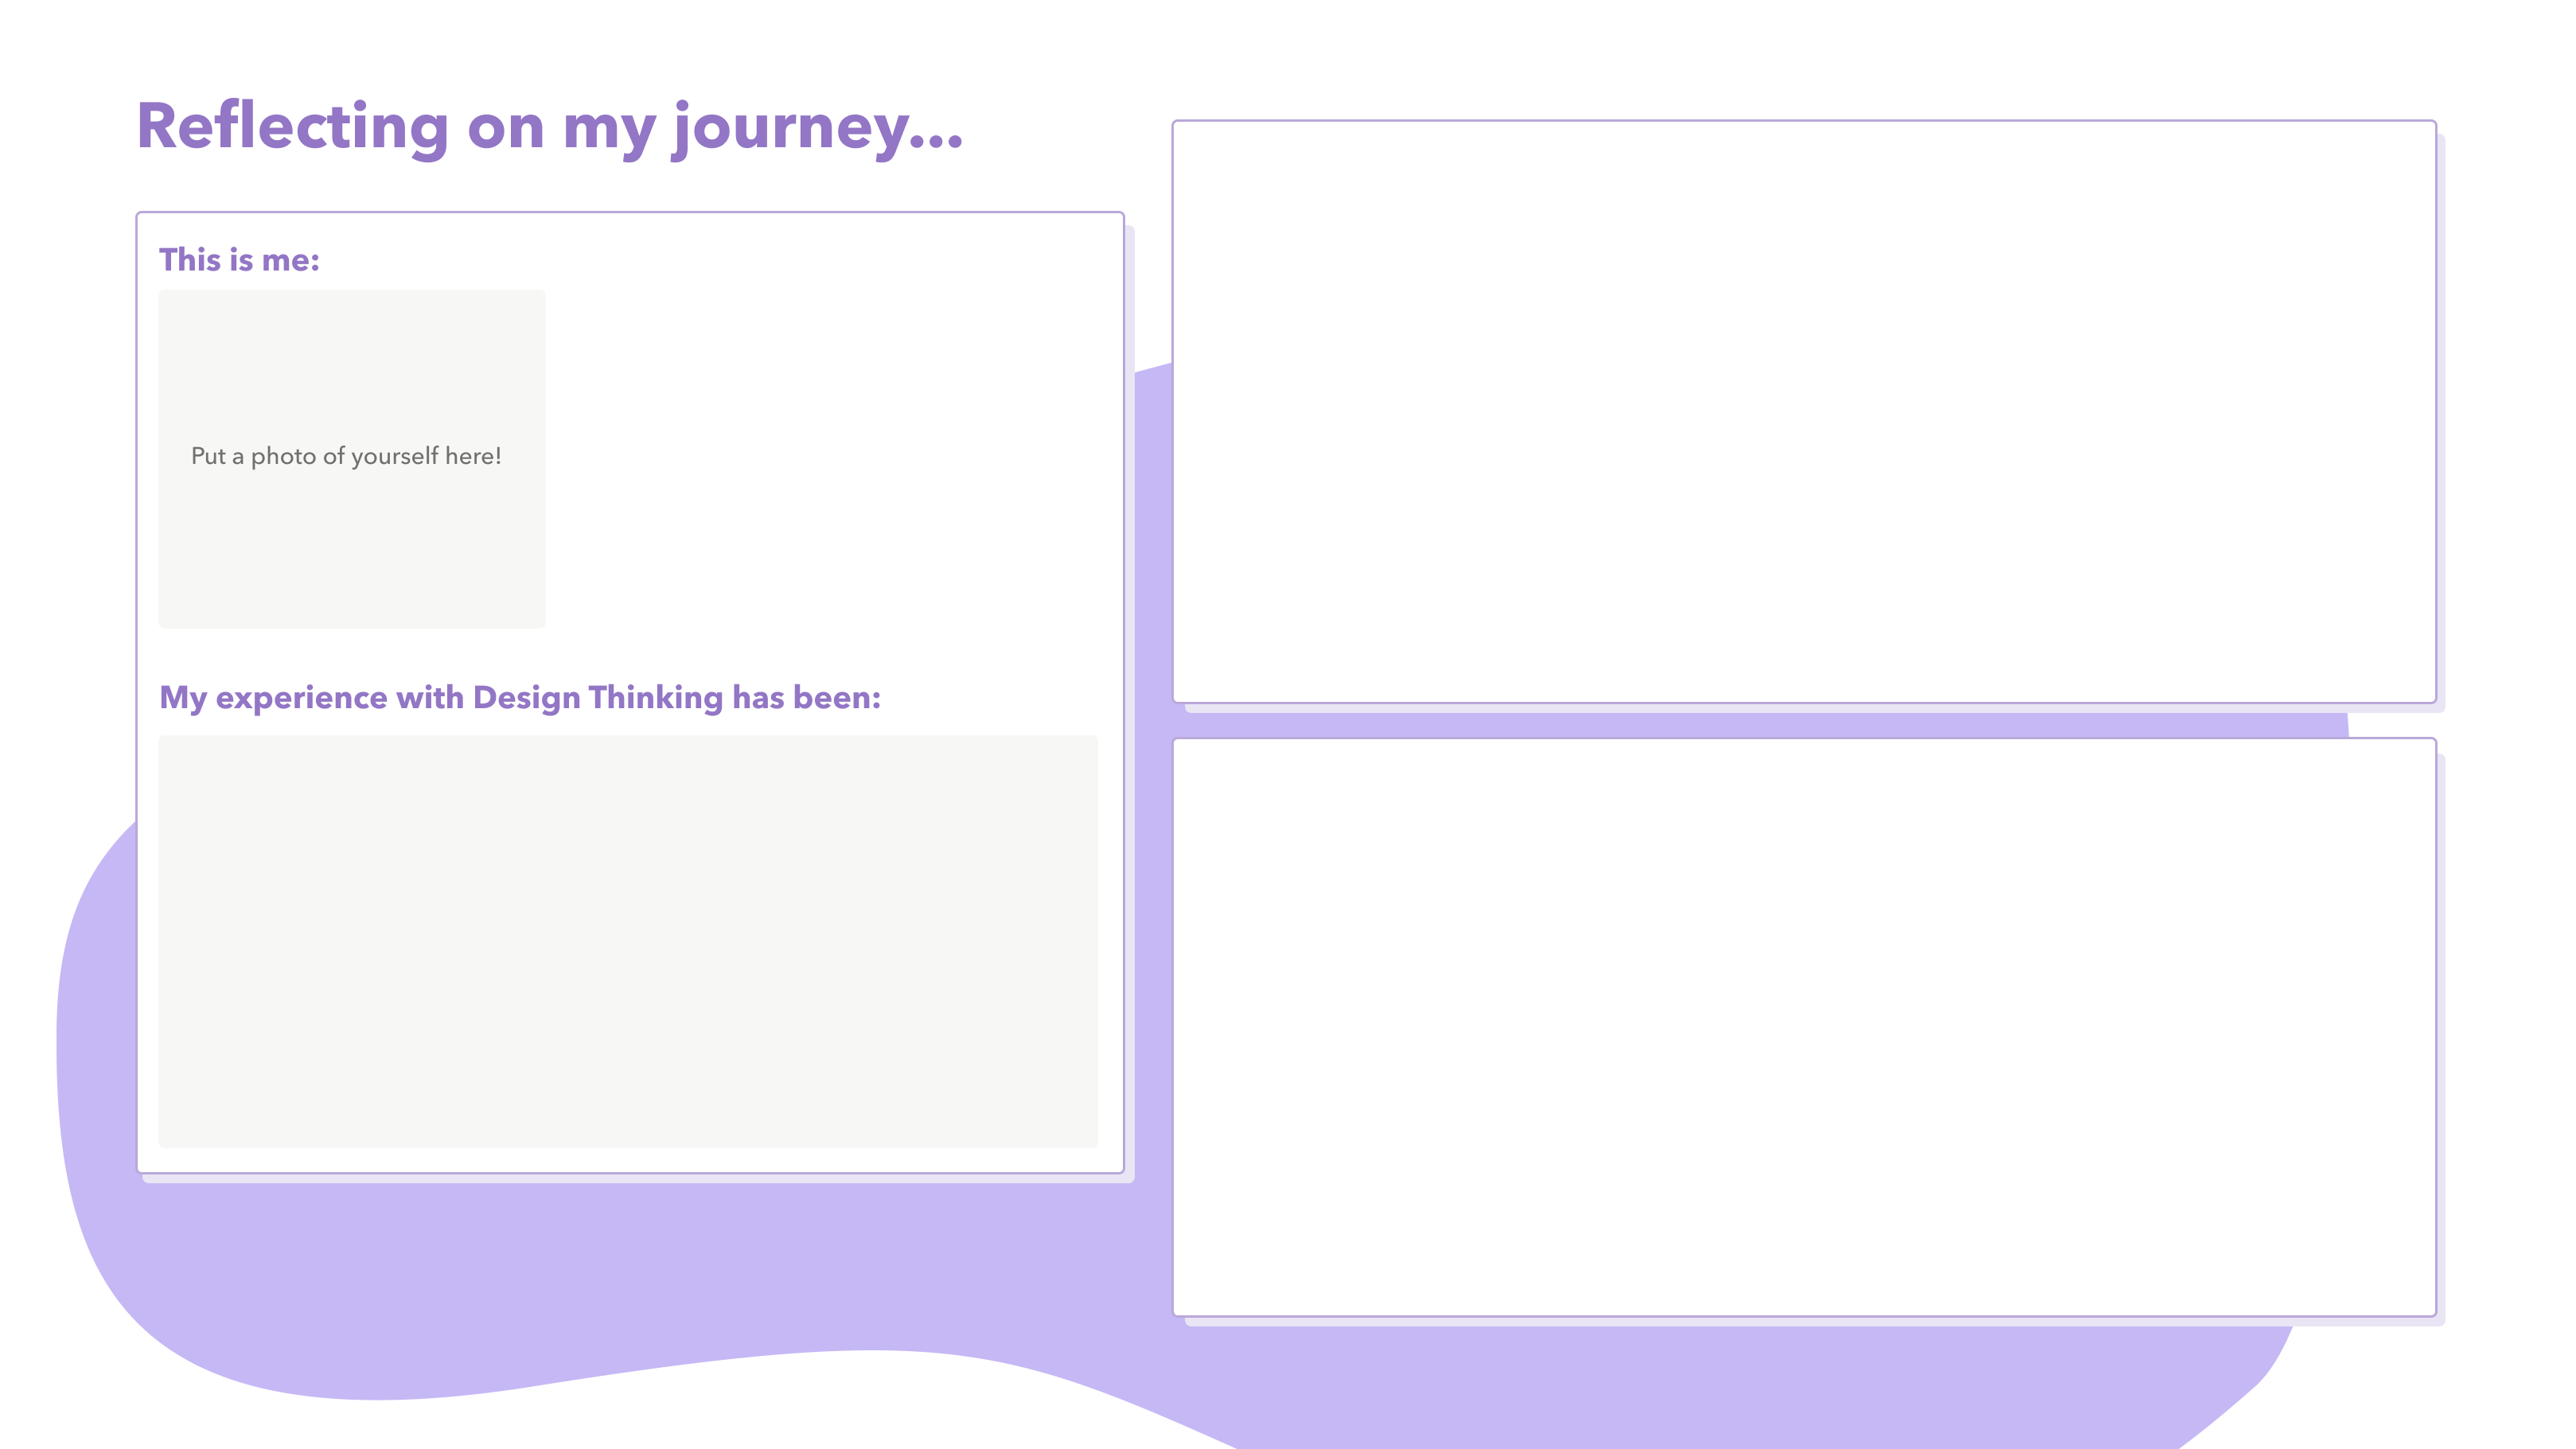 Reflecting on my journey...
This is me:
Put a photo of yourself here!
My experience with Design Thinking has been: